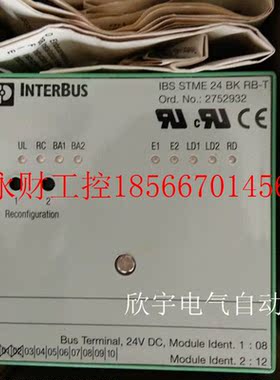 INTERBUS
IBS STME 24 BK RB-T
Ord. No.: 2752932
UL RC BA1 BA2
E1 E2 LD1 LD2 RD
永财工控18566701354
1 2
Reconfiguration
欣宇电气自动
Bus Terminal, 24V DC, Module Ident. 1 : 08
Module Ident. 2 : 12
03 04 05 06 07 08 09 10